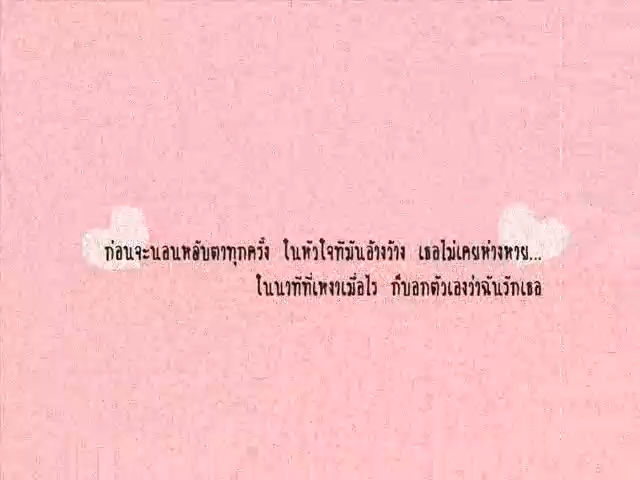 ก่อนจะนอนหลับตาทุกครั้ง ในหัวใจที่มันอ้างว้าง เธอไม่เคยห่างหาย...
ในนาทีที่เหงาเมื่อไร ก็บอกตัวเองว่าฉันรักเธอ